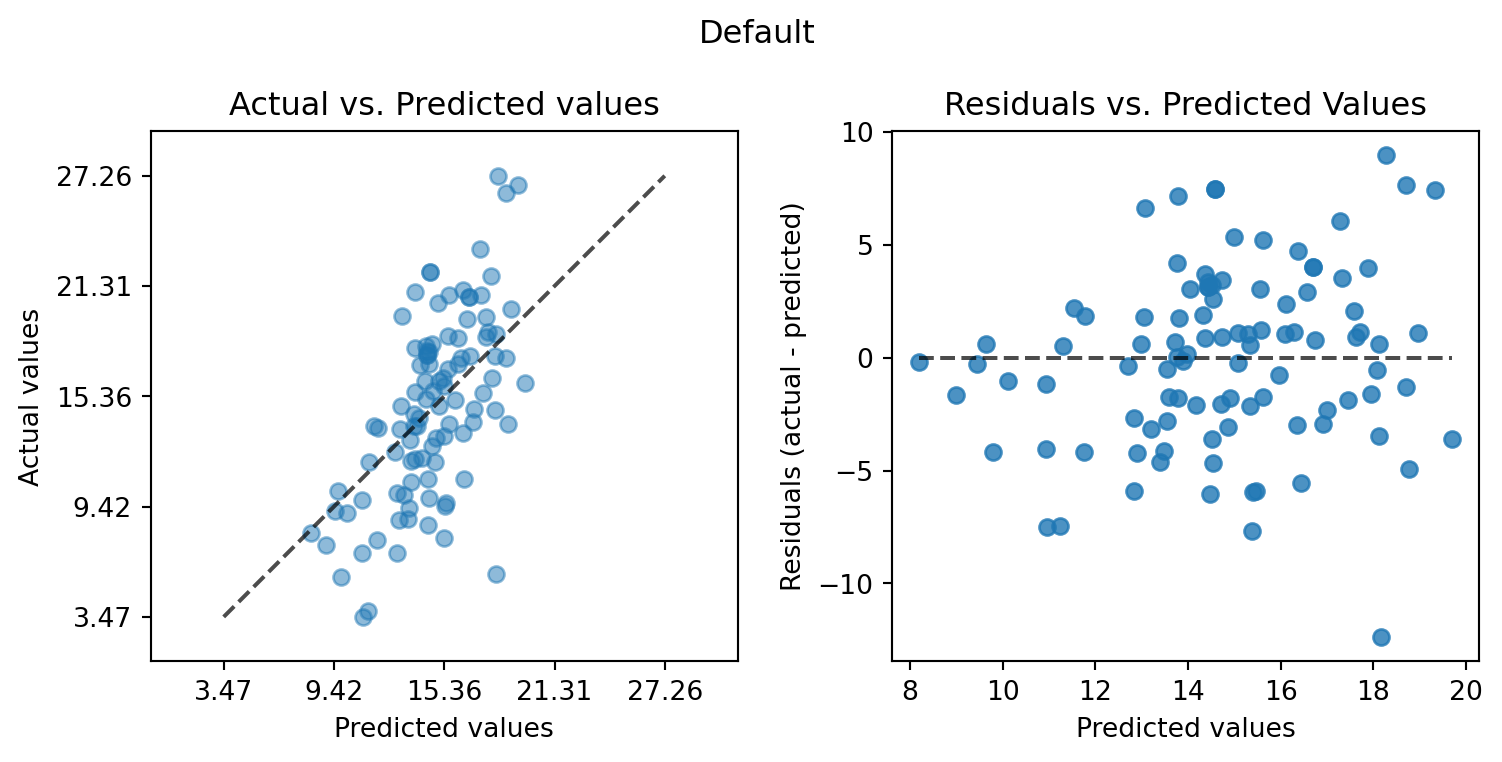 Default
Actual vs. Predicted values
27.26
21.31
15.36
9.42
3.47
Actual values
3.47 9.42 15.36 21.31 27.26
Predicted values
Residuals vs. Predicted Values
10
5
0
−5
−10
Residuals (actual - predicted)
8 10 12 14 16 18 20
Predicted values